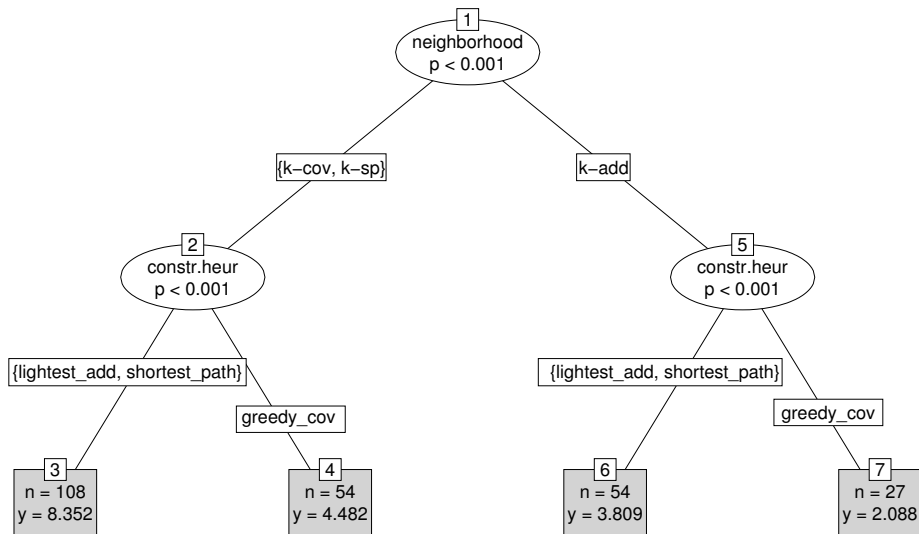 1
neighborhood
p < 0.001
{k−cov, k−sp}
k−add
2
constr.heur
p < 0.001
5
constr.heur
p < 0.001
{lightest_add, shortest_path}
greedy_cov
{lightest_add, shortest_path}
greedy_cov
3
n = 108
y = 8.352
4
n = 54
y = 4.482
6
n = 54
y = 3.809
7
n = 27
y = 2.088